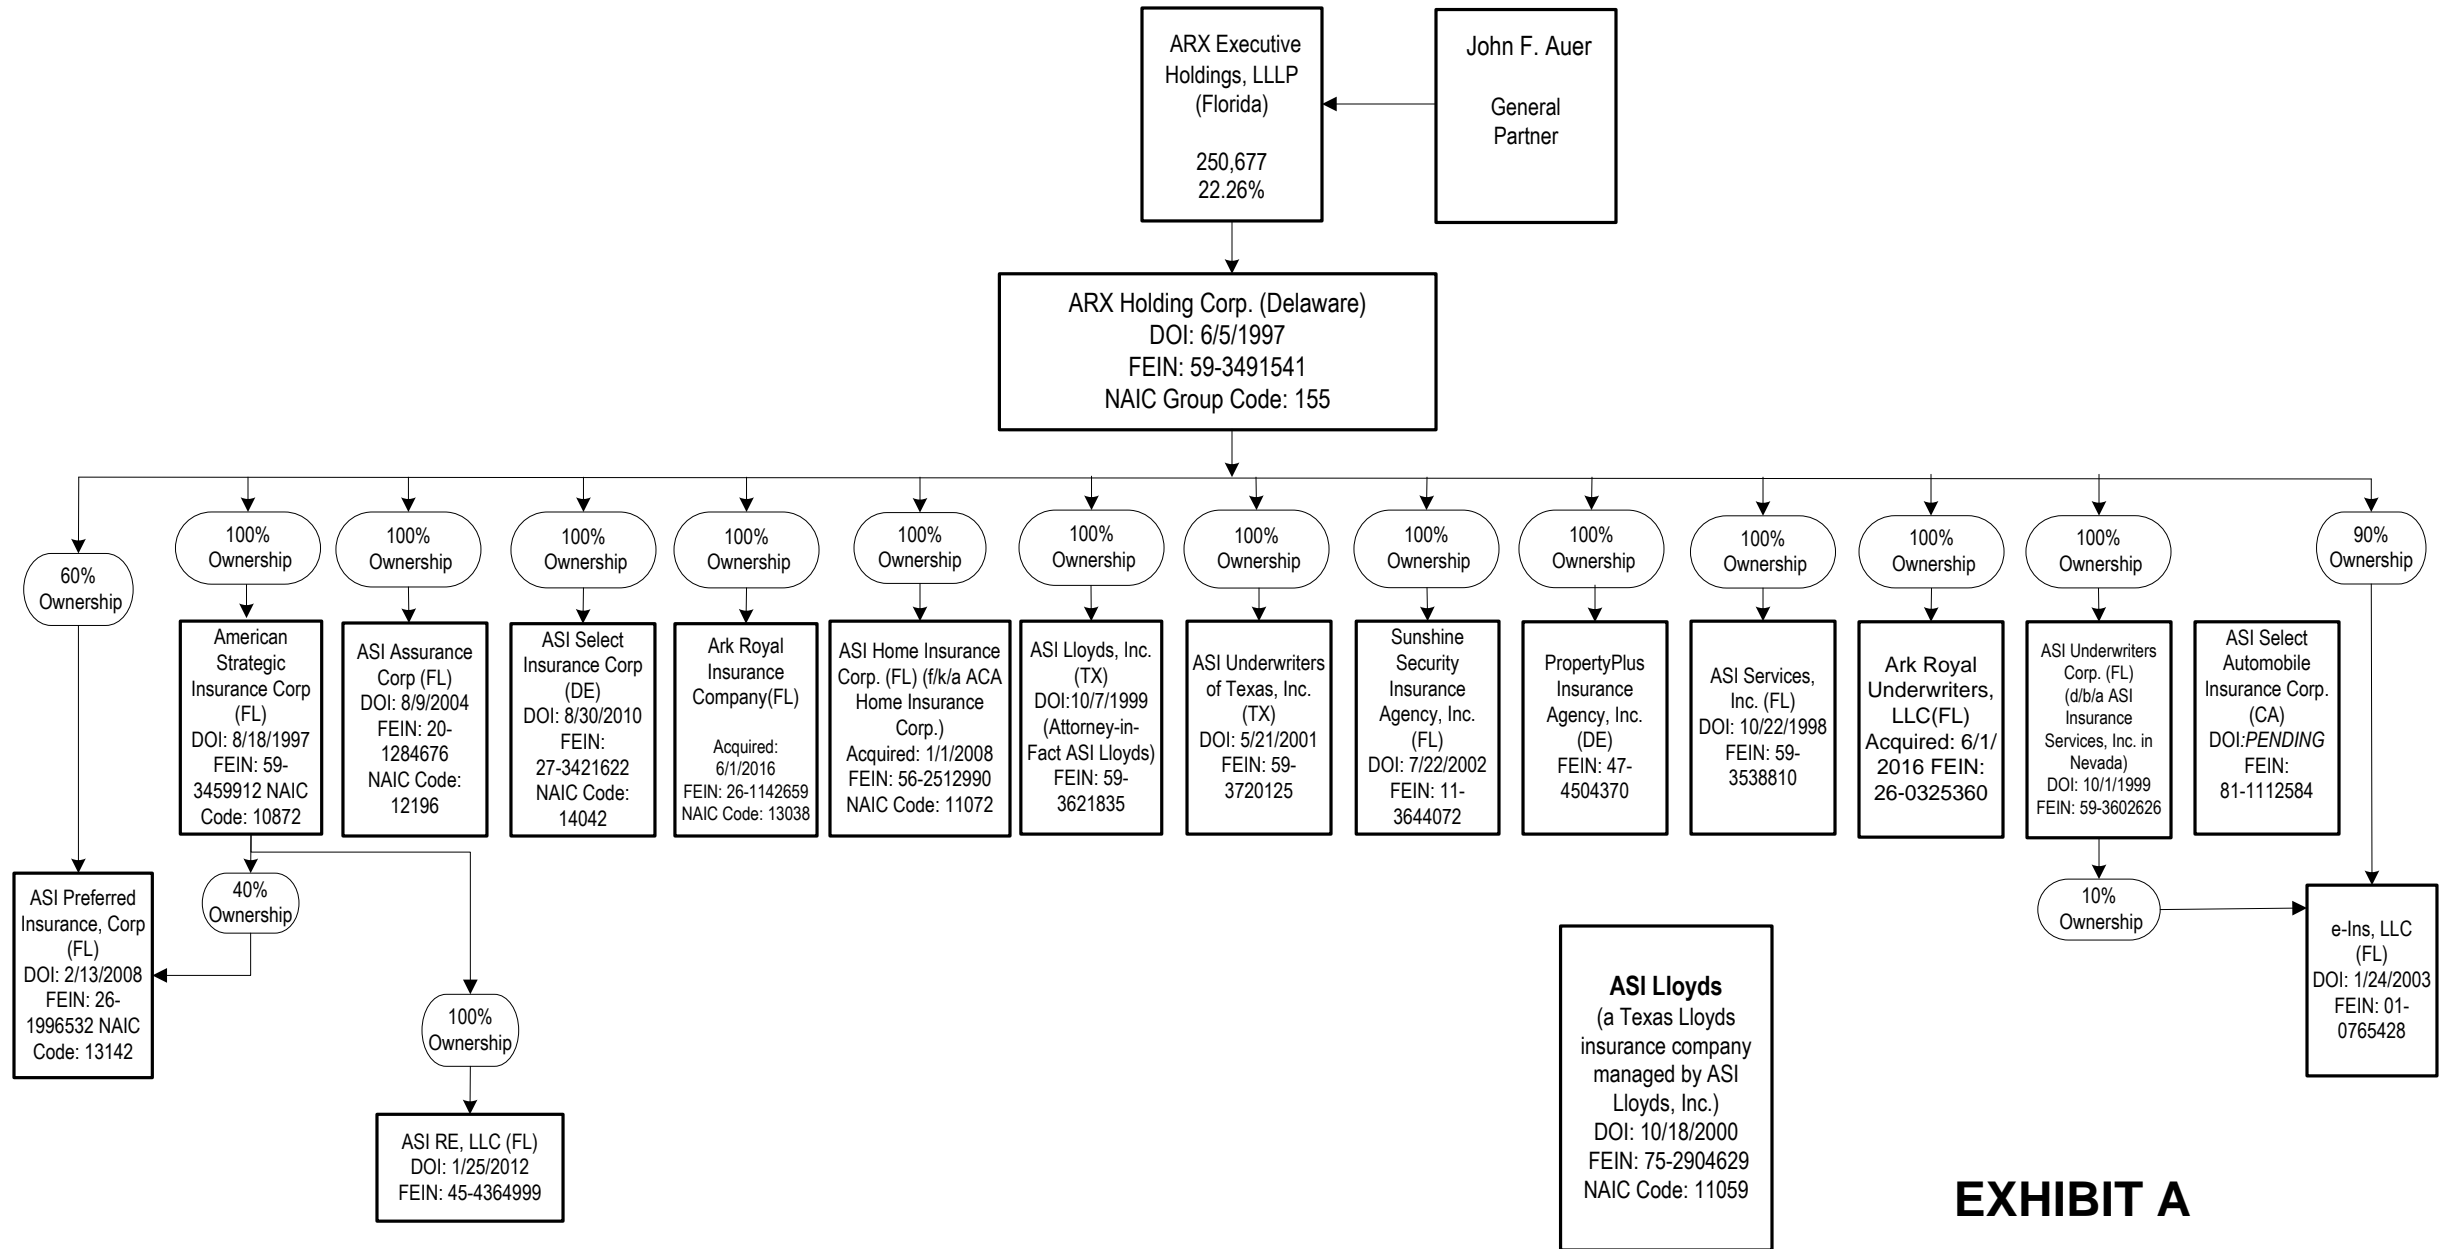 ARX Executive
Holdings, LLLP
(Florida)
250,677
22.26%
John F. Auer
General
Partner
ARX Holding Corp. (Delaware)
DOI: 6/5/1997
FEIN: 59-3491541
NAIC Group Code: 155
60%
Ownership
100%
Ownership
100%
Ownership
100%
Ownership
100%
Ownership
100%
Ownership
100%
Ownership
100%
Ownership
100%
Ownership
100%
Ownership
100%
Ownership
100%
Ownership
100%
Ownership
90%
Ownership
American
Strategic
Insurance Corp
(FL)
DOI: 8/18/1997
FEIN: 59-
3459912 NAIC
Code: 10872
ASI Assurance
Corp (FL)
DOI: 8/9/2004
FEIN: 20-
1284676
NAIC Code:
12196
ASI Select
Insurance Corp
(DE)
DOI: 8/30/2010
FEIN:
27-3421622
NAIC Code:
14042
Ark Royal
Insurance
Company(FL)
Acquired:
6/1/2016
FEIN: 26-1142659
NAIC Code: 13038
ASI Home Insurance
Corp. (FL) (f/k/a ACA
Home Insurance
Corp.)
Acquired: 1/1/2008
FEIN: 56-2512990
NAIC Code: 11072
ASI Lloyds, Inc.
(TX)
DOI:10/7/1999
(Attorney-in-
Fact ASI Lloyds)
FEIN: 59-
3621835
ASI Underwriters
of Texas, Inc.
(TX)
DOI: 5/21/2001
FEIN: 59-
3720125
Sunshine
Security
Insurance
Agency, Inc.
(FL)
DOI: 7/22/2002
FEIN: 11-
3644072
PropertyPlus
Insurance
Agency, Inc.
(DE)
FEIN: 47-
4504370
ASI Services,
Inc. (FL)
DOI: 10/22/1998
FEIN: 59-
3538810
Ark Royal
Underwriters,
LLC(FL)
Acquired: 6/1/
2016 FEIN:
26-0325360
ASI Underwriters
Corp. (FL)
(d/b/a ASI
Insurance
Services, Inc. in
Nevada)
DOI: 10/1/1999
FEIN: 59-3602626
ASI Select
Automobile
Insurance Corp.
(CA)
DOI:PENDING
FEIN:
81-1112584
ASI Preferred
Insurance, Corp
(FL)
DOI: 2/13/2008
FEIN: 26-
1996532 NAIC
Code: 13142
40%
Ownership
100%
Ownership
ASI RE, LLC (FL)
DOI: 1/25/2012
FEIN: 45-4364999
ASI Lloyds
(a Texas Lloyds
insurance company
managed by ASI
Lloyds, Inc.)
DOI: 10/18/2000
FEIN: 75-2904629
NAIC Code: 11059
10%
Ownership
e-Ins, LLC
(FL)
DOI: 1/24/2003
FEIN: 01-
0765428
EXHIBIT A